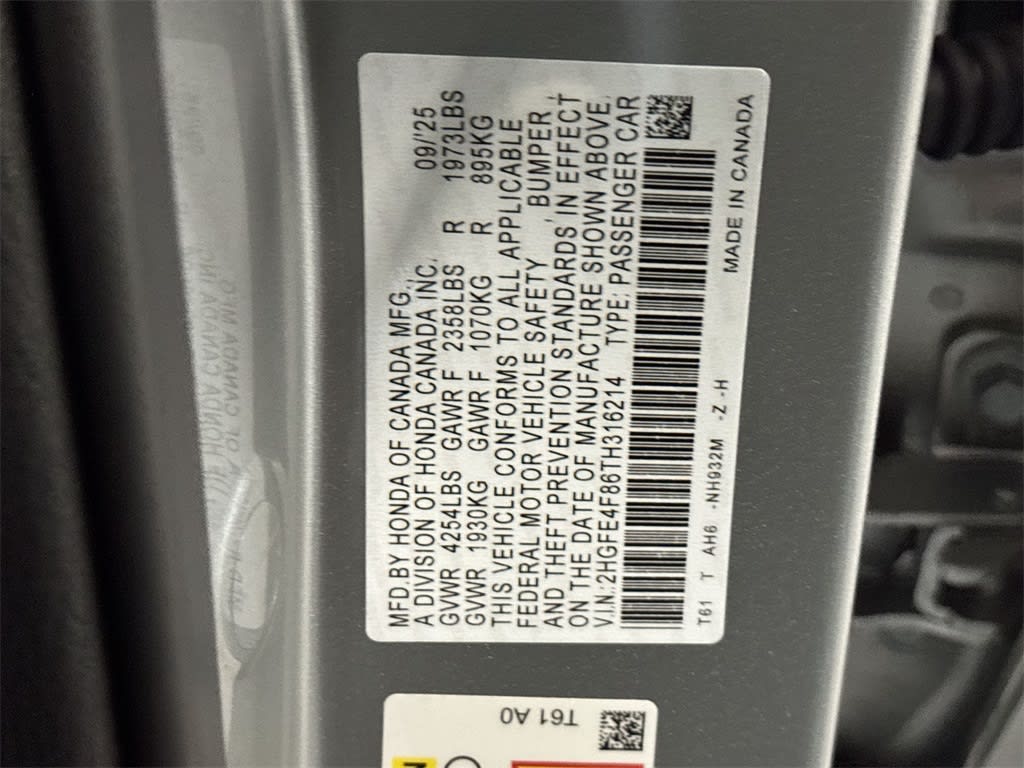 MFD.BY HONDA OF CANADA MFG., 09/'25
A DIVISION OF HONDA CANADA INC.
GVWR 4254LBS GAWR F 2358LBS R 1973LBS
GVWR 1930KG GAWR F 1070KG R 895KG
THIS VEHICLE CONFORMS TO ALL APPLICABLE
FEDERAL MOTOR VEHICLE SAFETY, BUMPER,
AND THEFT PREVENTION STANDARDS, IN EFFECT
ON THE DATE OF MANUFACTURE SHOWN ABOVE.
V.I.N.:2HGFE4F86TH316214 TYPE: PASSENGER CAR
T61 T AH6 -NH932M -Z -H MADE IN CANADA
T61 A0